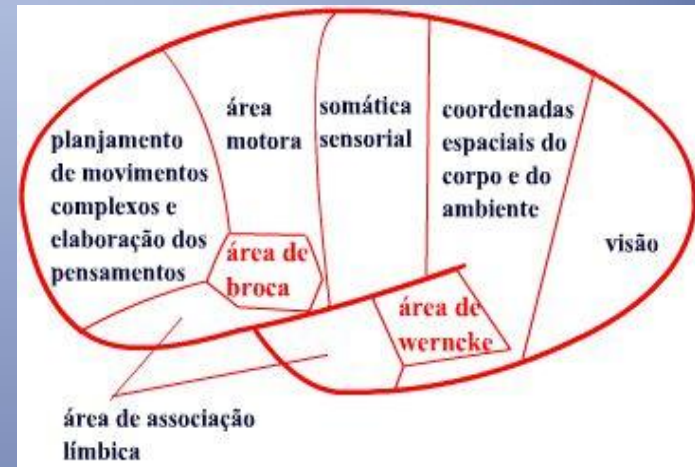 planjamento
de movimentos
complexos e
elaboração dos
pensamentos
área
motora
somática
sensorial
coordenadas
espaciais do
corpo e do
ambiente
visão
área de
broca
área de
werncke
área de associação
límbica